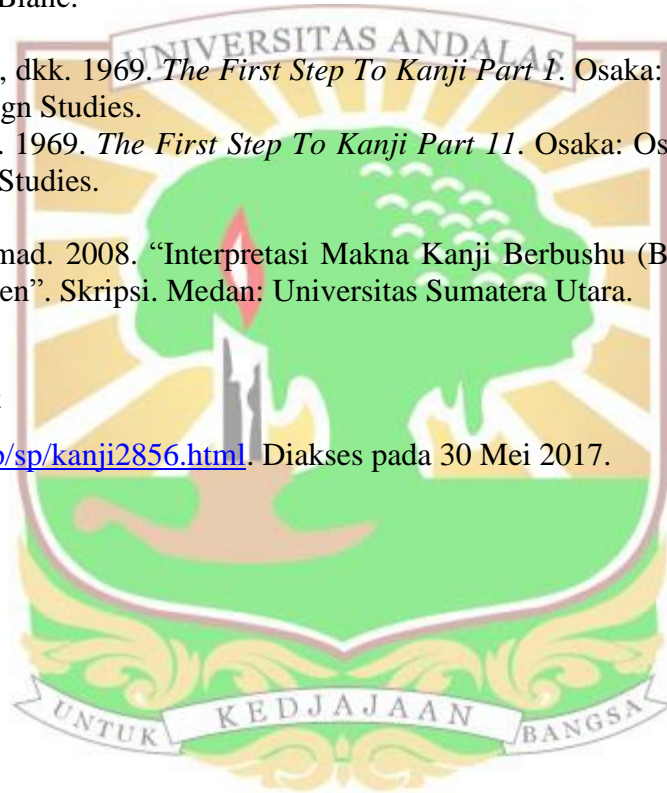 Blanc.
UNIVERSITAS ANDALAS
, dkk. 1969. The First Step To Kanji Part 1. Osaka:
gn Studies.
. 1969. The First Step To Kanji Part 11. Osaka: Os
Studies.
mad. 2008. “Interpretasi Makna Kanji Berbushu (B
en”. Skripsi. Medan: Universitas Sumatera Utara.
/sp/kanji2856.html. Diakses pada 30 Mei 2017.
UNTUK KEDJAJAAN BANGSA